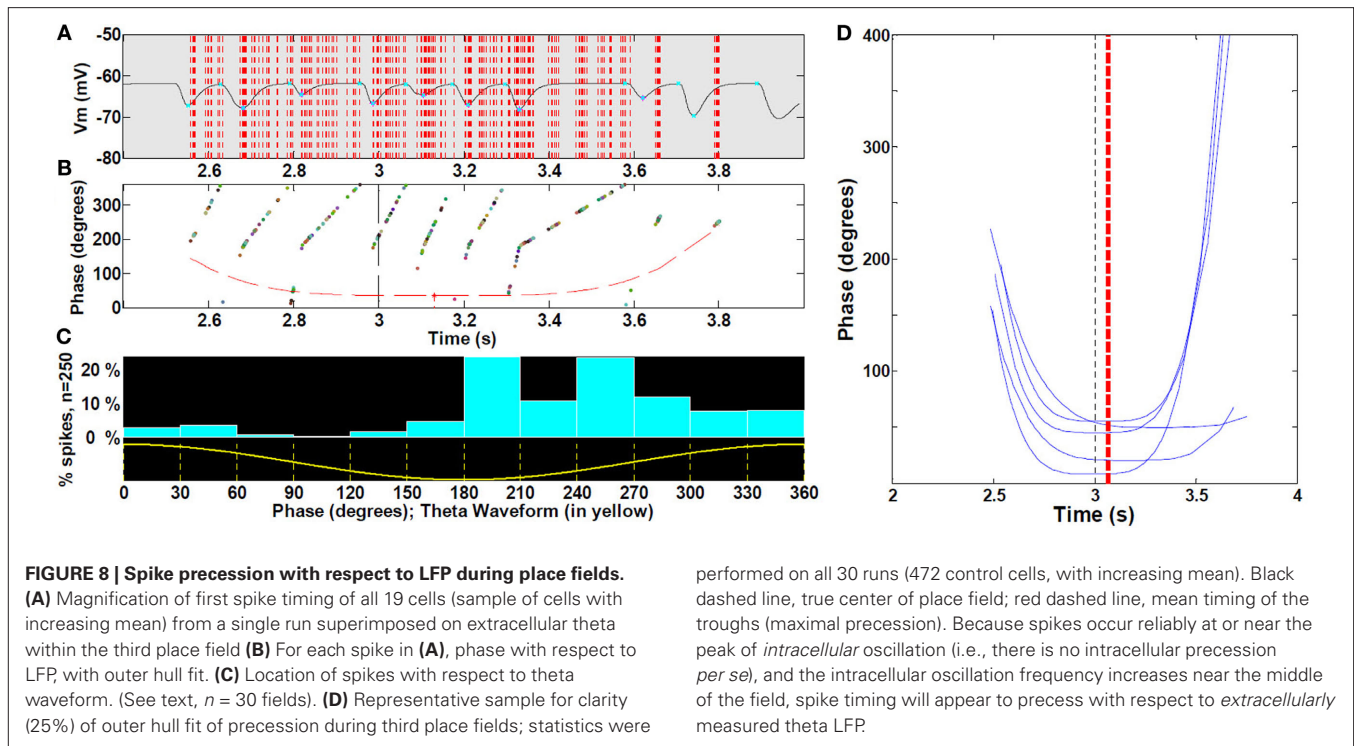 A
-50
-60
-70
-80
Vm (mV)
2.6 2.8 3 3.2 3.4 3.6 3.8
B
300
200
100
0
Phase (degrees)
2.6 2.8 3 3.2 3.4 3.6 3.8
Time (s)
C
20 %
10 %
0 %
% spikes, n=250
0 30 60 90 120 150 180 210 240 270 300 330 360
Phase (degrees); Theta Waveform (in yellow)
D
400
350
300
250
200
150
100
50
Phase (degrees)
2 2.5 3 3.5 4
Time (s)
FIGURE 8 | Spike precession with respect to LFP during place fields.
(A) Magnification of first spike timing of all 19 cells (sample of cells with
increasing mean) from a single run superimposed on extracellular theta
within the third place field (B) For each spike in (A), phase with respect to
LFP, with outer hull fit. (C) Location of spikes with respect to theta
waveform. (See text, n = 30 fields). (D) Representative sample for clarity
(25%) of outer hull fit of precession during third place fields; statistics were
performed on all 30 runs (472 control cells, with increasing mean). Black
dashed line, true center of place field; red dashed line, mean timing of the
troughs (maximal precession). Because spikes occur reliably at or near the
peak of intracellular oscillation (i.e., there is no intracellular precession
per se), and the intracellular oscillation frequency increases near the middle
of the field, spike timing will appear to precess with respect to extracellularly
measured theta LFP.